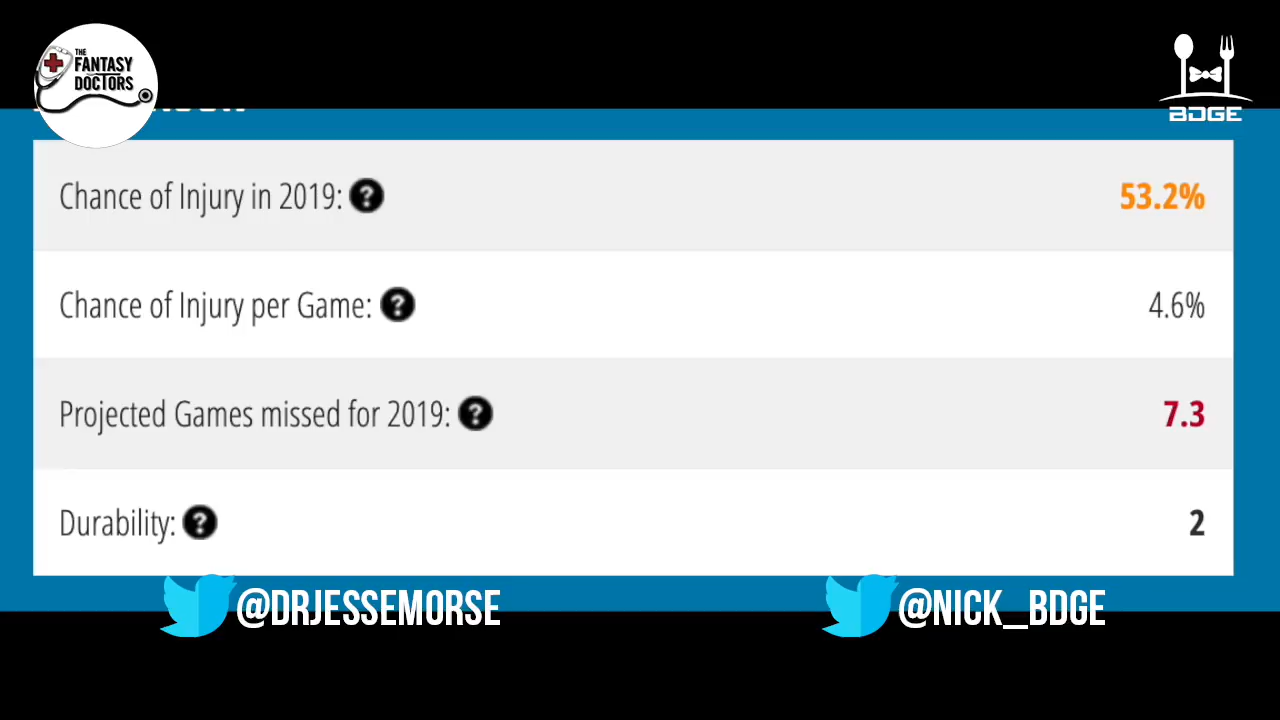 THE
FANTASY
DOCTORS
BDGE
Chance of Injury in 2019: ?
53.2%
Chance of Injury per Game: ?
4.6%
Projected Games missed for 2019: ?
7.3
Durability: ?
2
@DRJESSEMORSE
@NICK_BDGE